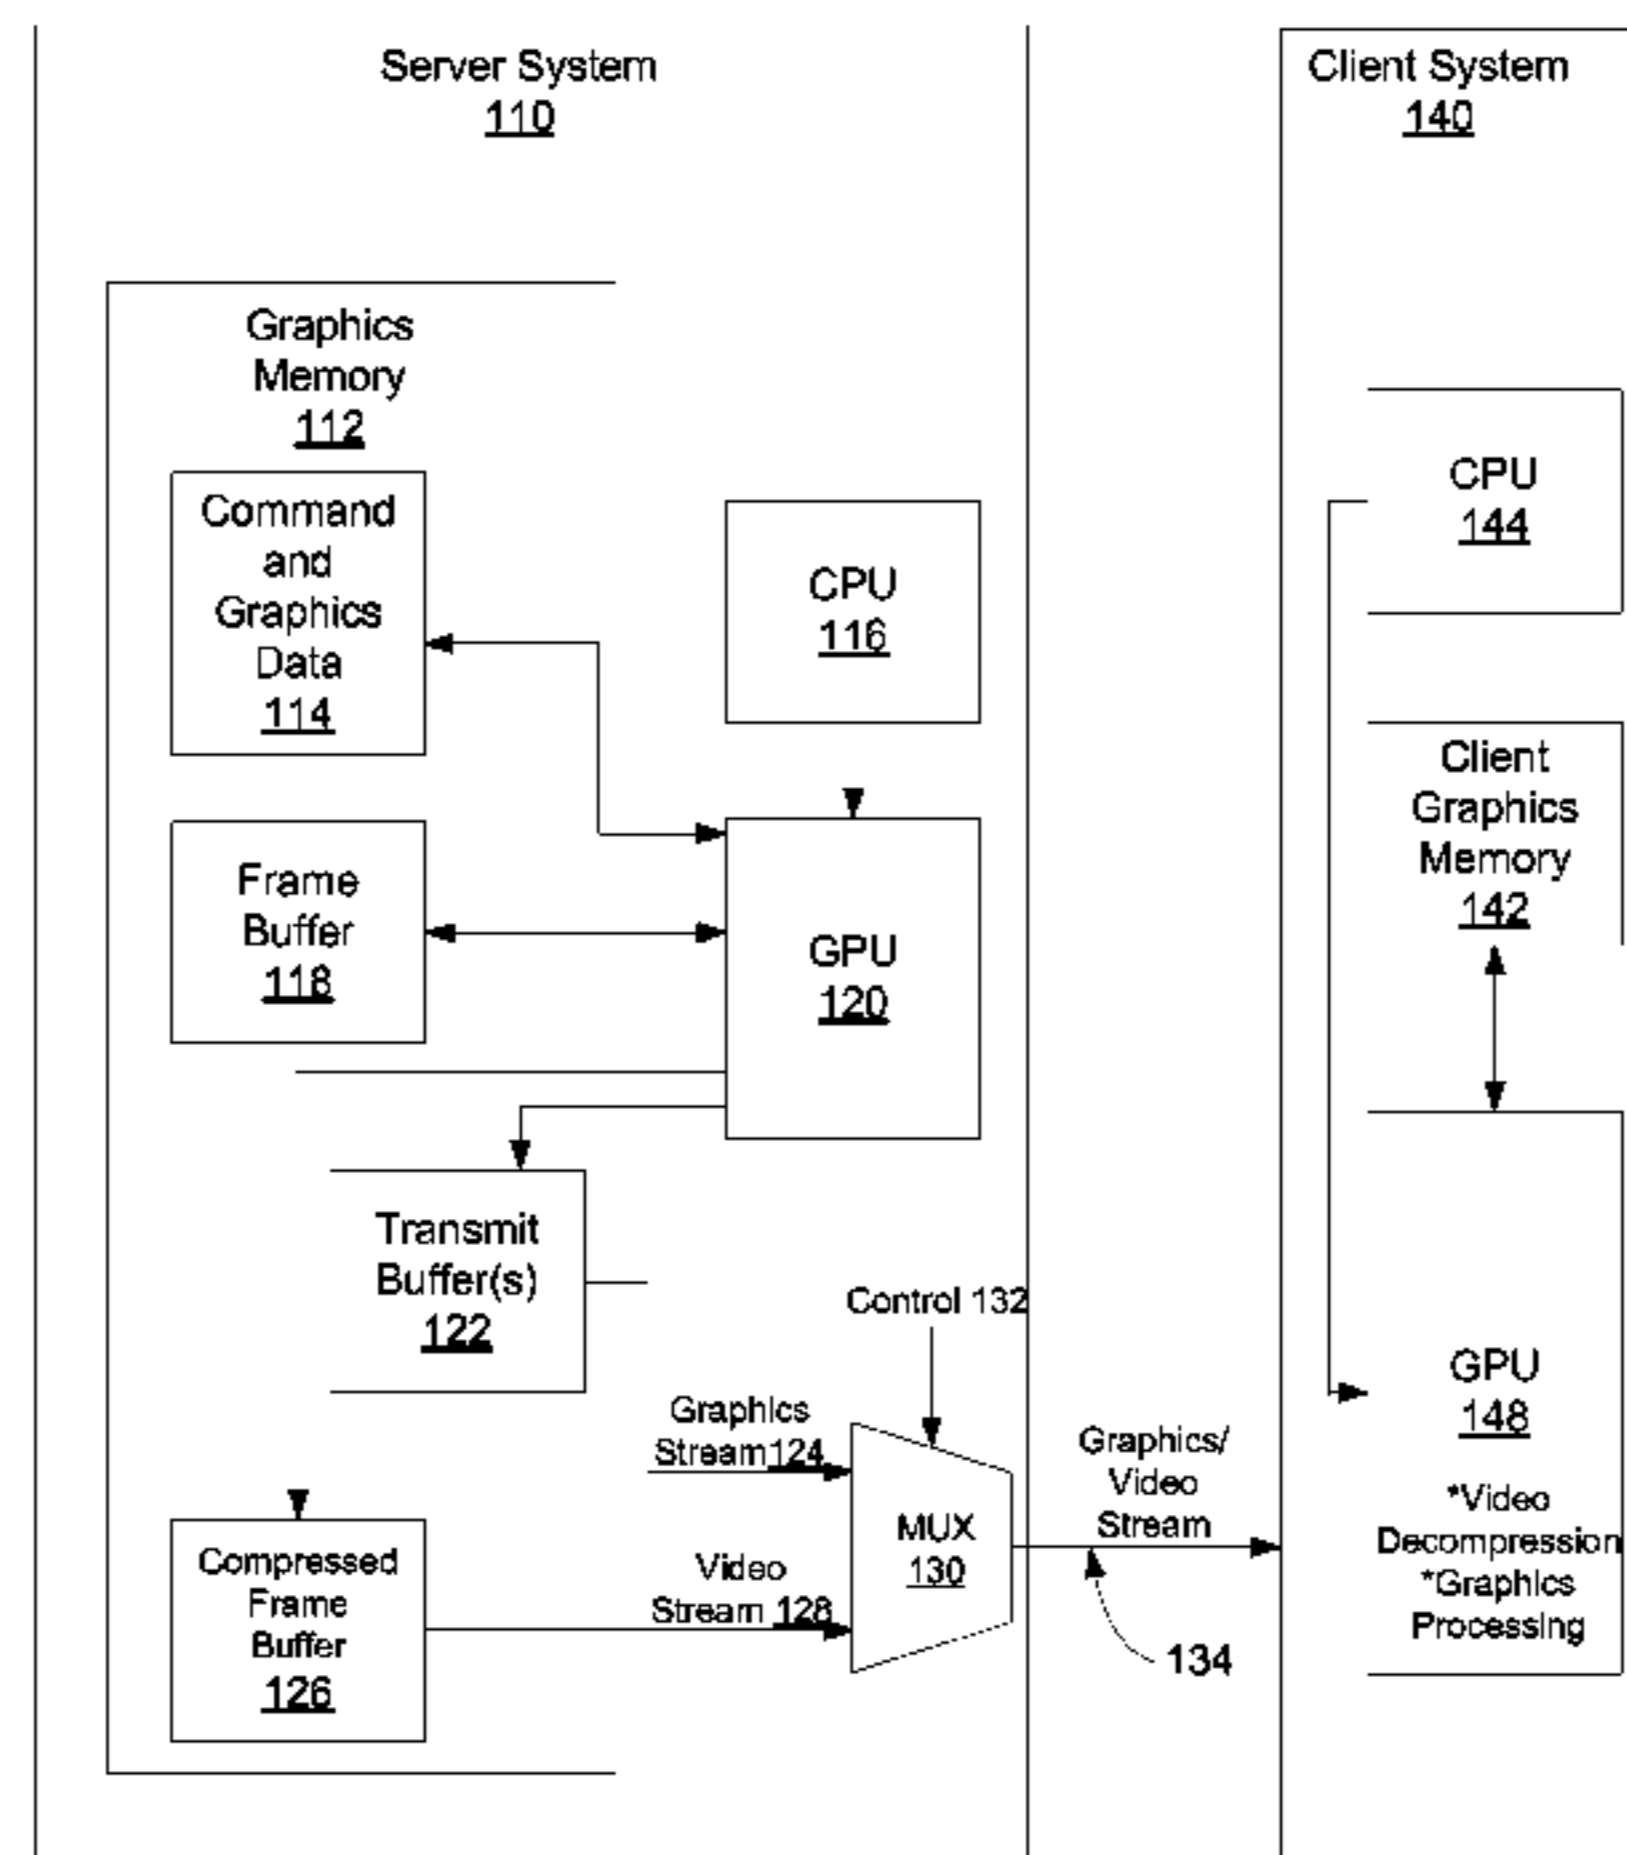 Server System
110
Client System
140
Graphics
Memory
112
Command
and
Graphics
Data
114
CPU
116
CPU
144
Client
Graphics
Memory
142
Frame
Buffer
118
GPU
120
Transmit
Buffer(s)
122
Control 132
Graphics
Stream124
MUX
130
Graphics/
Video
Stream
134
GPU
148
*Video
Decompression
*Graphics
Processing
Compressed
Frame
Buffer
126
Video
Stream 128